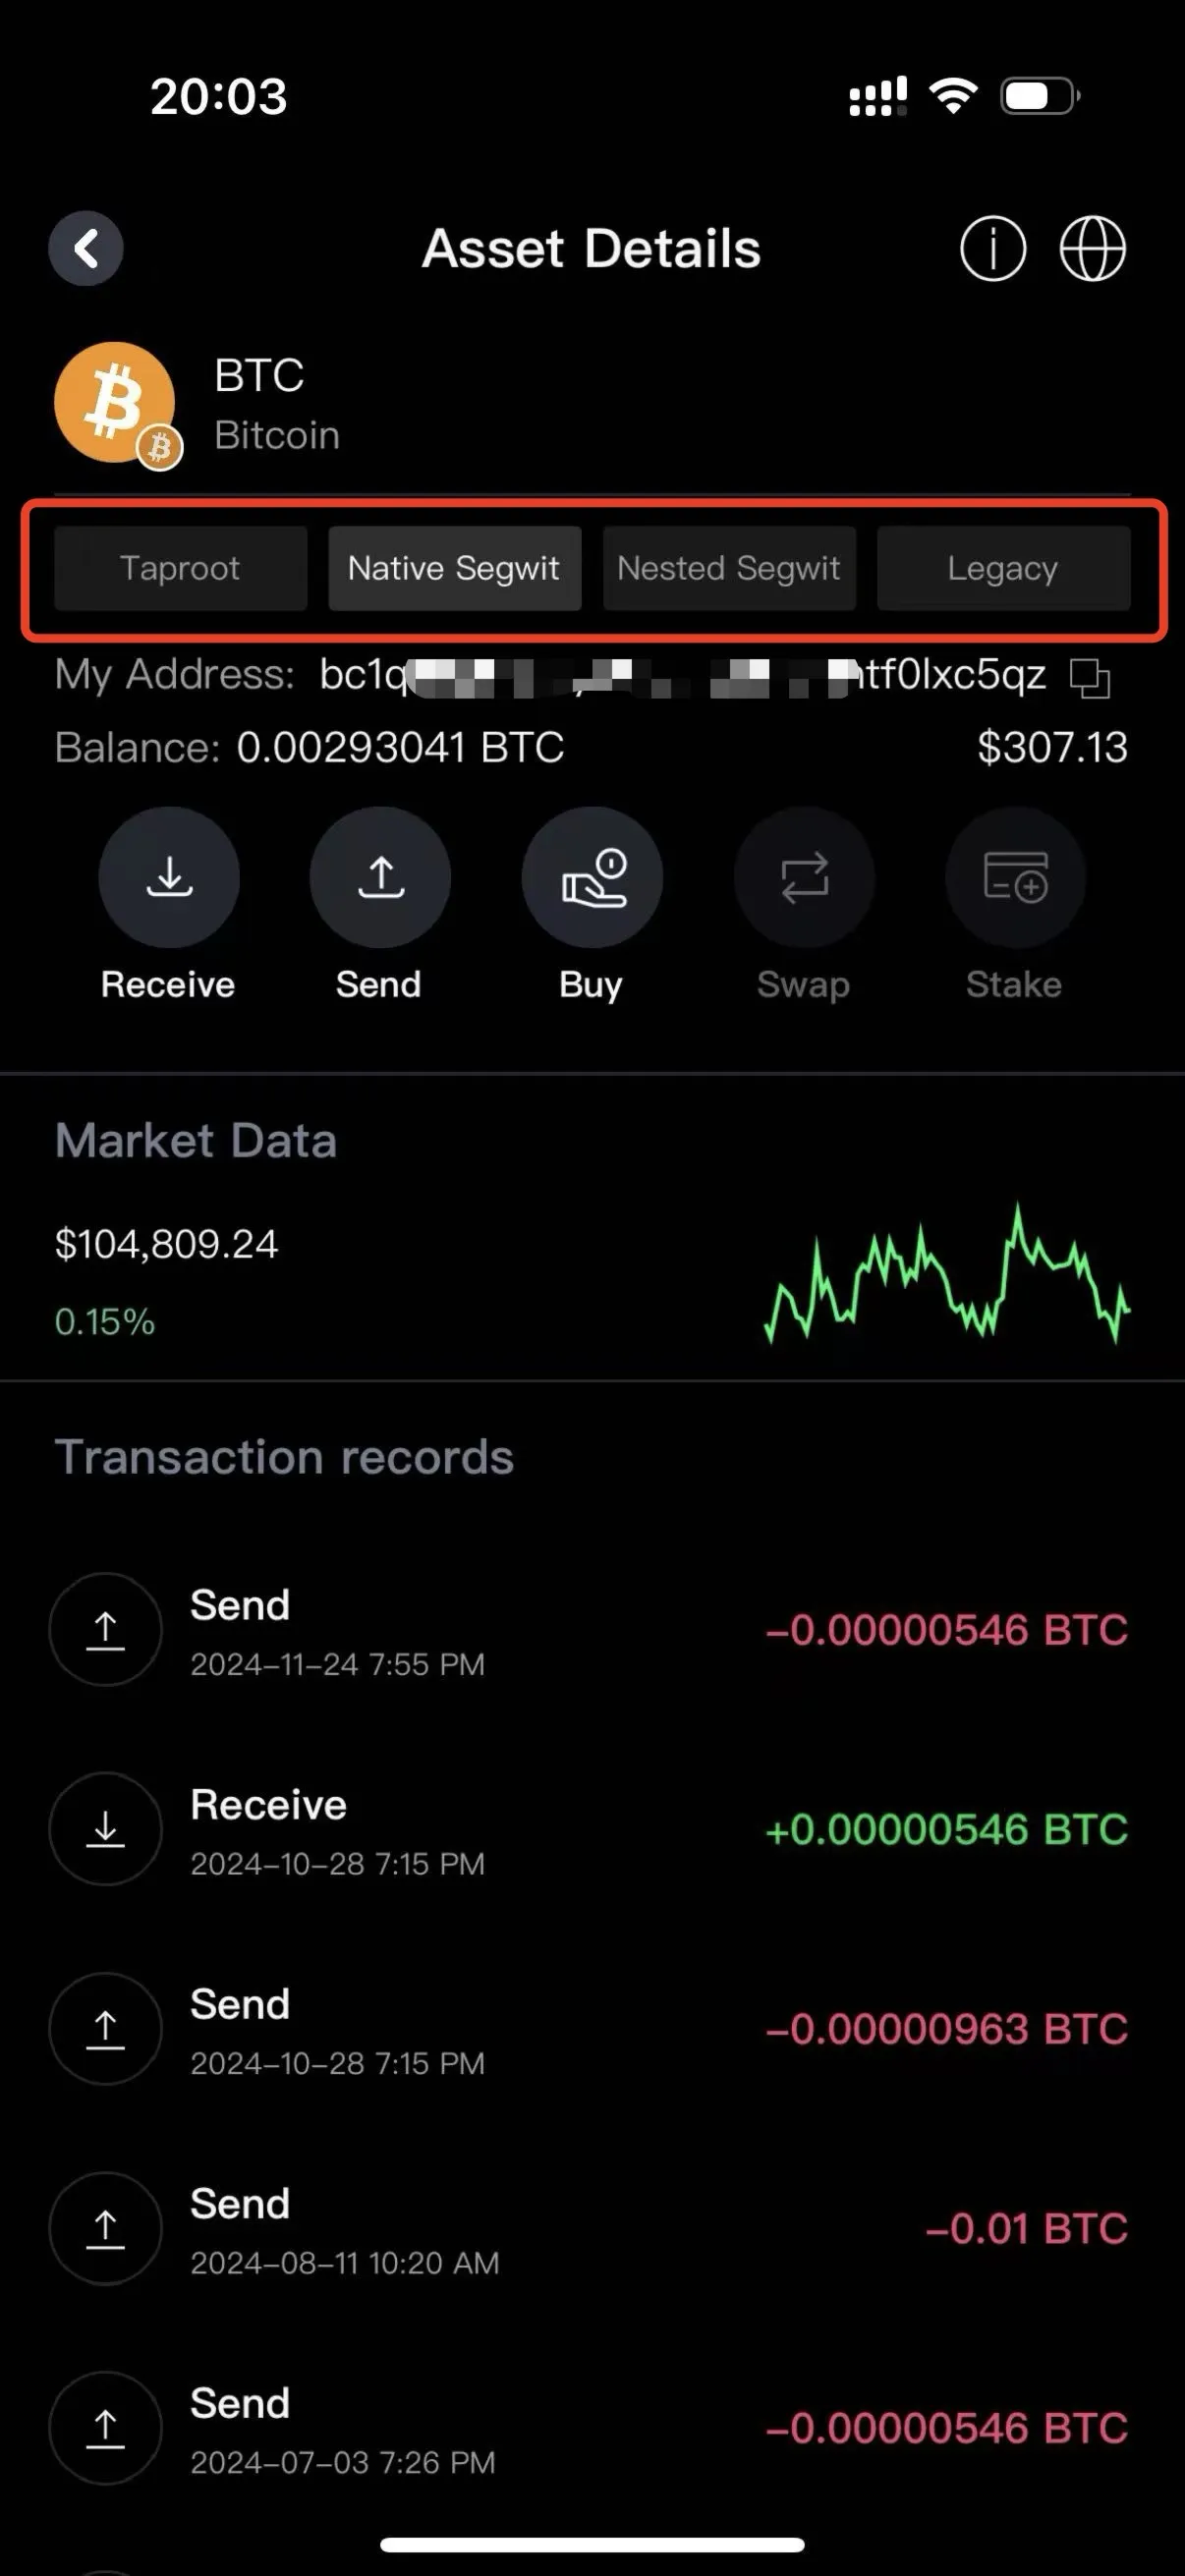 20:03
Asset Details
BTC
Bitcoin
Taproot Native Segwit Nested Segwit Legacy
My Address: bc1q tf0lxc5qz
Balance: 0.00293041 BTC $307.13
Receive Send Buy Swap Stake
Market Data
$104,809.24
0.15%
Transaction records
Send
2024-11-24 7:55 PM
-0.00000546 BTC
Receive
2024-10-28 7:15 PM
+0.00000546 BTC
Send
2024-10-28 7:15 PM
-0.00000963 BTC
Send
2024-08-11 10:20 AM
-0.01 BTC
Send
2024-07-03 7:26 PM
-0.00000546 BTC